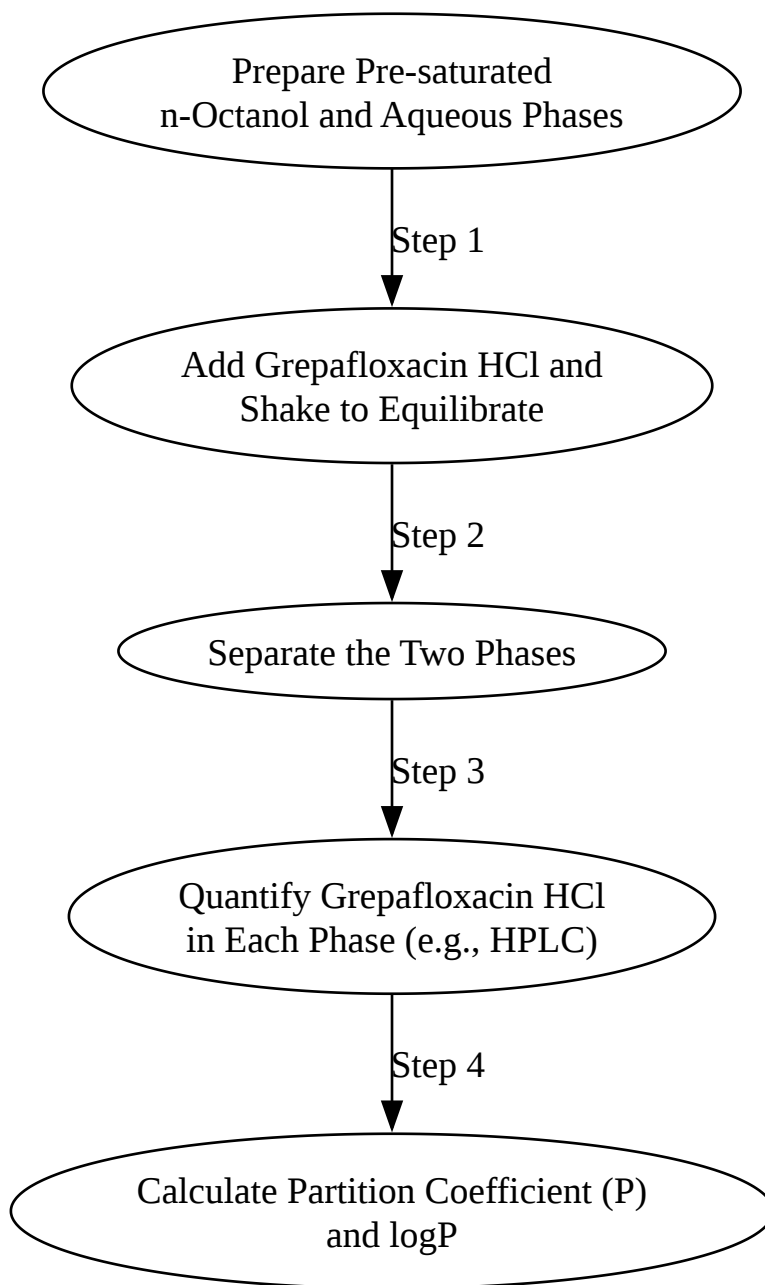 Prepare Pre-saturated
n-Octanol and Aqueous Phases
Step 1
Add Grepafloxacin HCl and
Shake to Equilibrate
Step 2
Separate the Two Phases
Step 3
Quantify Grepafloxacin HCl
in Each Phase (e.g., HPLC)
Step 4
Calculate Partition Coefficient (P)
and logP